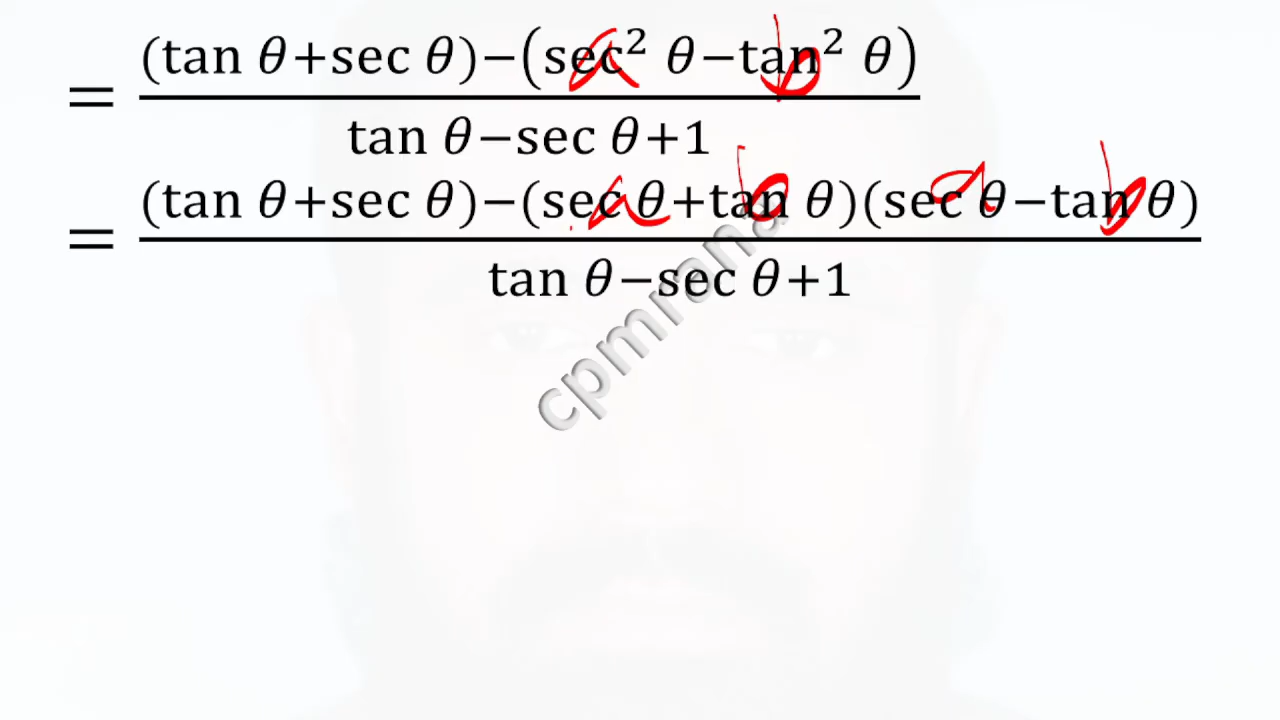 (tan θ+sec θ)−(sec² θ−tan² θ)
= 
tan θ−sec θ+1
(tan θ+sec θ)−(sec θ+tan θ)(sec θ−tan θ)
= 
tan θ−sec θ+1
a b
a b a b
cpmrana